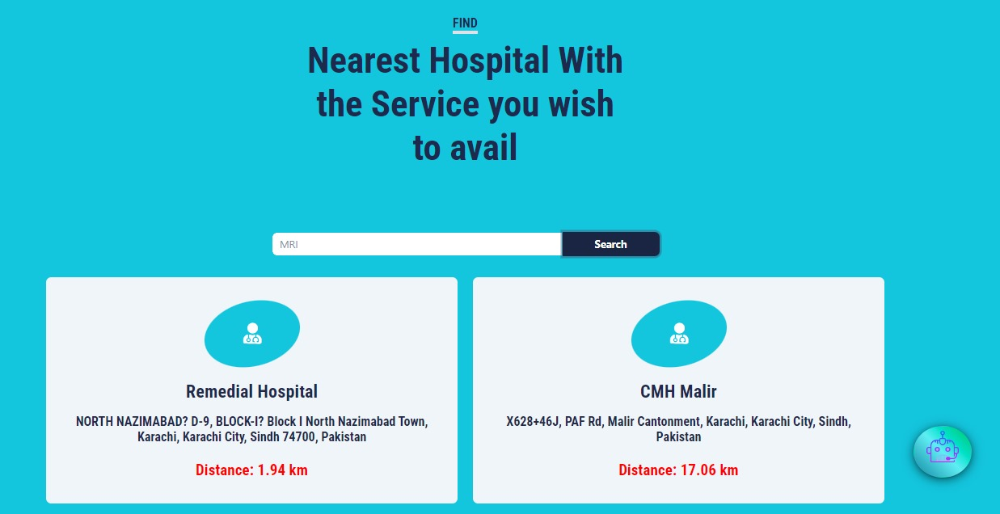 FIND
Nearest Hospital With
the Service you wish
to avail
MRI
Search
Remedial Hospital
NORTH NAZIMABAD? D-9, BLOCK-I? Block I North Nazimabad Town,
Karachi, Karachi City, Sindh 74700, Pakistan
Distance: 1.94 km
CMH Malir
X628+46J, PAF Rd, Malir Cantonment, Karachi, Karachi City, Sindh,
Pakistan
Distance: 17.06 km